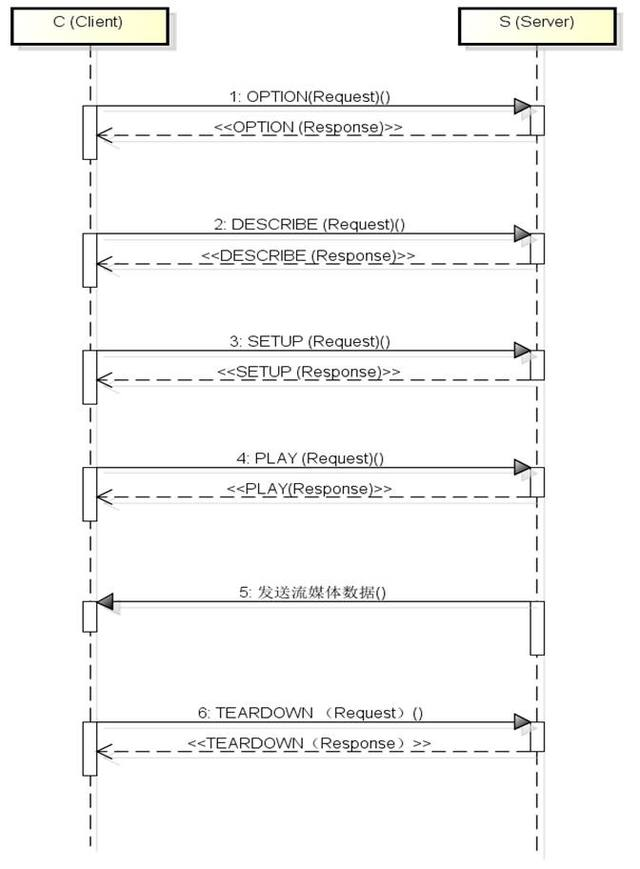 C (Client)
S (Server)
1: OPTION(Request)()
<<OPTION (Response)>>
2: DESCRIBE (Request)()
<<DESCRIBE (Response)>>
3: SETUP (Request)()
<<SETUP (Response)>>
4: PLAY (Request)()
<<PLAY(Response)>>
5: 发送流媒体数据()
6: TEARDOWN （Request）()
<<TEARDOWN（Response）>>